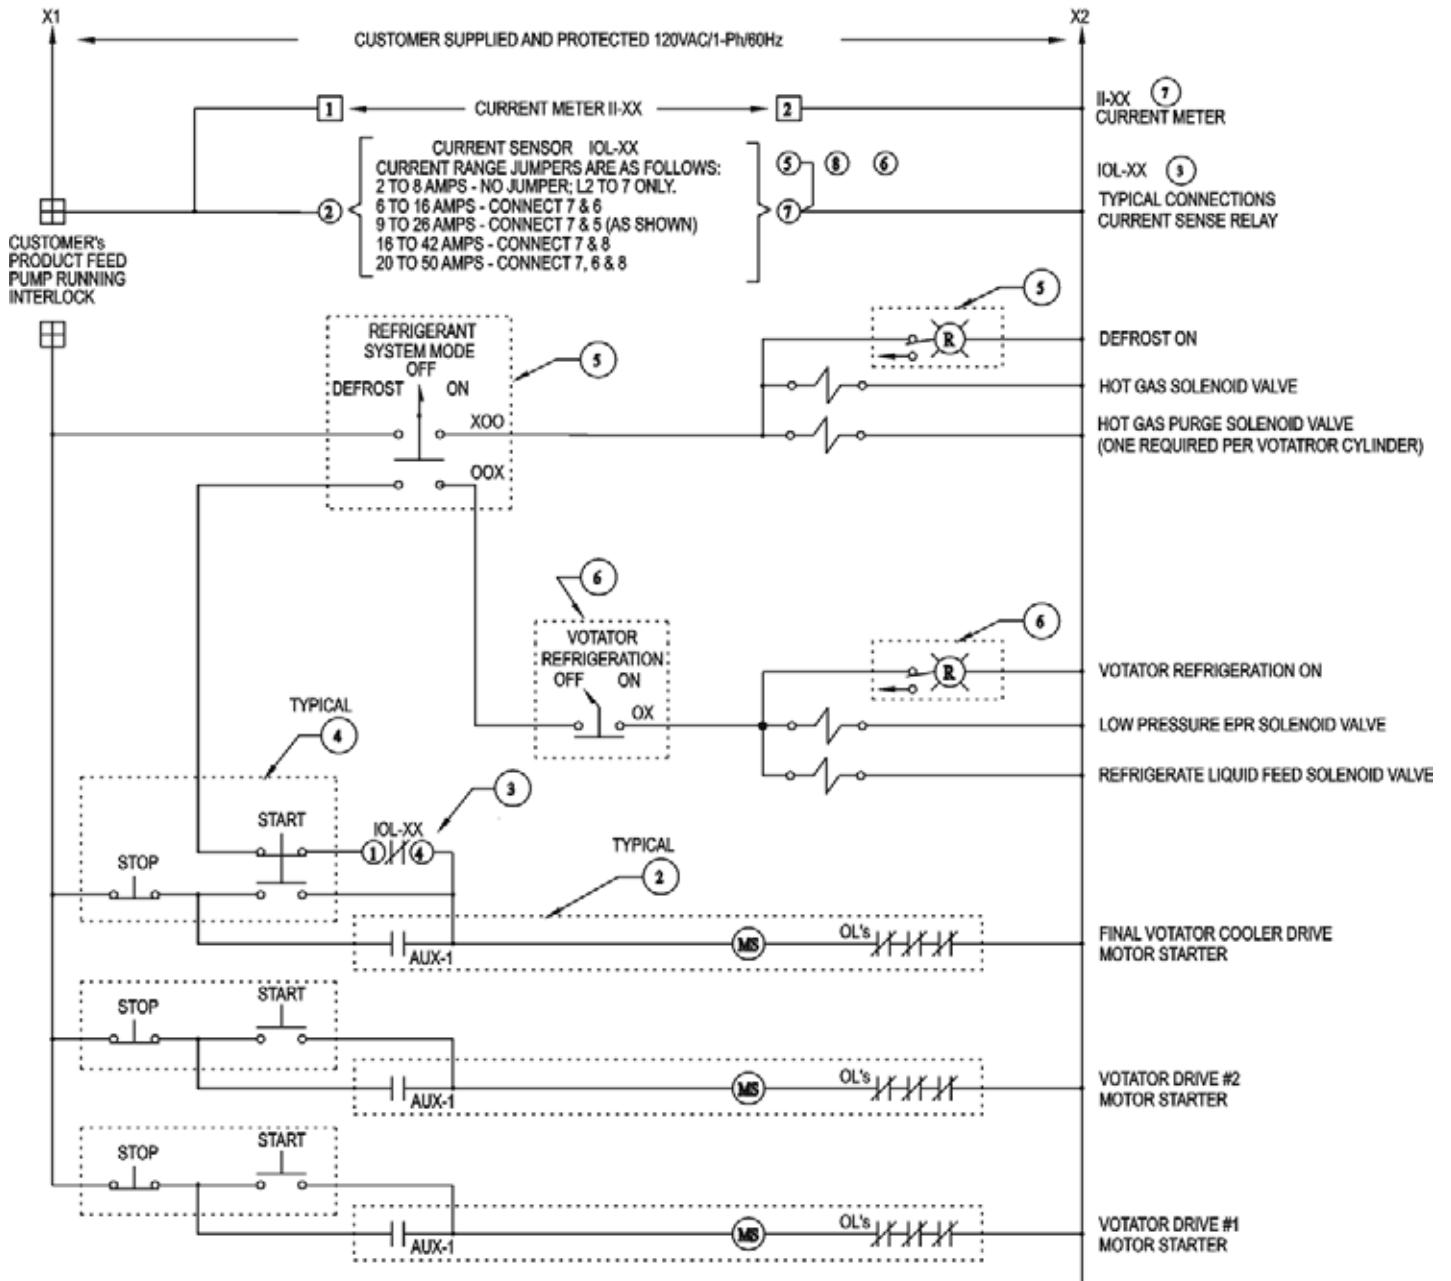 X1
X2
CUSTOMER SUPPLIED AND PROTECTED 120VAC/1-Ph/60Hz
1
CURRENT METER II-XX
2
II-XX 7
CURRENT METER
CURRENT SENSOR IOL-XX
CURRENT RANGE JUMPERS ARE AS FOLLOWS:
2 TO 8 AMPS - NO JUMPER; L2 TO 7 ONLY.
6 TO 16 AMPS - CONNECT 7 & 6
9 TO 26 AMPS - CONNECT 7 & 5 (AS SHOWN)
16 TO 42 AMPS - CONNECT 7 & 8
20 TO 50 AMPS - CONNECT 7, 6 & 8
2
5 8 6
7
IOL-XX 3
TYPICAL CONNECTIONS
CURRENT SENSE RELAY
CUSTOMER's
PRODUCT FEED
PUMP RUNNING
INTERLOCK
REFRIGERANT
SYSTEM MODE
OFF
DEFROST ON
XOO
OOX
5
5
R
DEFROST ON
HOT GAS SOLENOID VALVE
HOT GAS PURGE SOLENOID VALVE
(ONE REQUIRED PER VOTATROR CYLINDER)
6
VOTATOR
REFRIGERATION
OFF ON
OX
6
R
VOTATOR REFRIGERATION ON
LOW PRESSURE EPR SOLENOID VALVE
REFRIGERATE LIQUID FEED SOLENOID VALVE
TYPICAL
4
START
STOP
3
IOL-XX
1 4
TYPICAL
2
AUX-1
MS
OL's
FINAL VOTATOR COOLER DRIVE
MOTOR STARTER
STOP
START
AUX-1
MS
OL's
VOTATOR DRIVE #2
MOTOR STARTER
STOP
START
AUX-1
MS
OL's
VOTATOR DRIVE #1
MOTOR STARTER